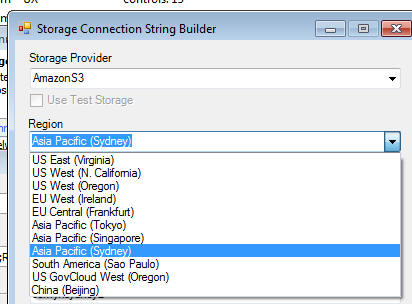 Storage Connection String Builder
Storage Provider
AmazonS3
Use Test Storage
Region
Asia Pacific (Sydney)
US East (Virginia)
US West (N. California)
US West (Oregon)
EU West (Ireland)
EU Central (Frankfurt)
Asia Pacific (Tokyo)
Asia Pacific (Singapore)
Asia Pacific (Sydney)
South America (Sao Paulo)
US GovCloud West (Oregon)
China (Beijing)